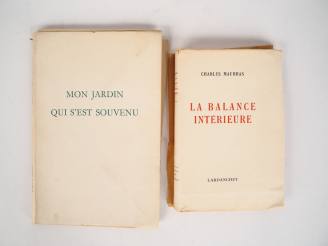 MON JARDIN
QUI S'EST SOUVENU
CHARLES MAURRAS
LA BALANCE
INTÉRIEURE
LARDANCHET